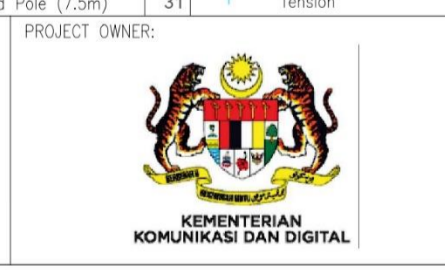 d Pole (7.5m) 31 Tension
PROJECT OWNER:
KEMENTERIAN
KOMUNIKASI DAN DIGITAL